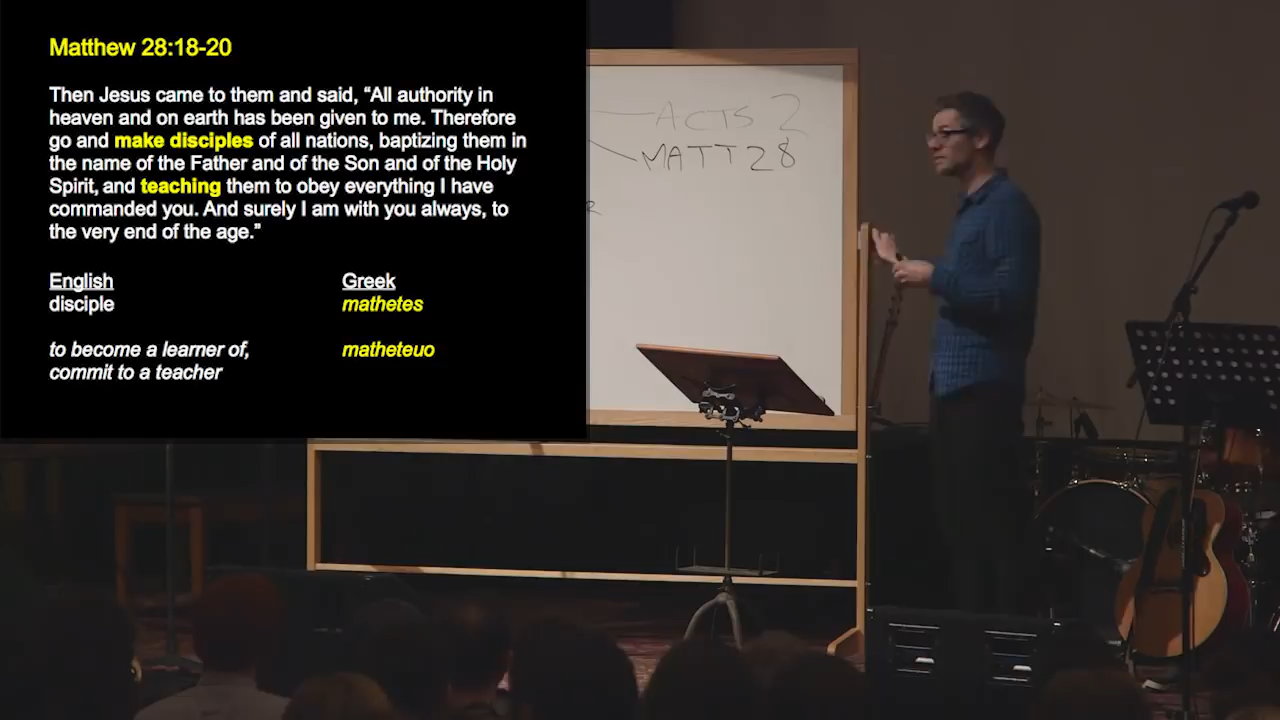 Matthew 28:18-20
Then Jesus came to them and said, “All authority in
heaven and on earth has been given to me. Therefore
go and make disciples of all nations, baptizing them in
the name of the Father and of the Son and of the Holy
Spirit, and teaching them to obey everything I have
commanded you. And surely I am with you always, to
the very end of the age.”
English
Greek
disciple
mathetes
to become a learner of,
matheteuo
commit to a teacher
ACTS 2
MATT 28